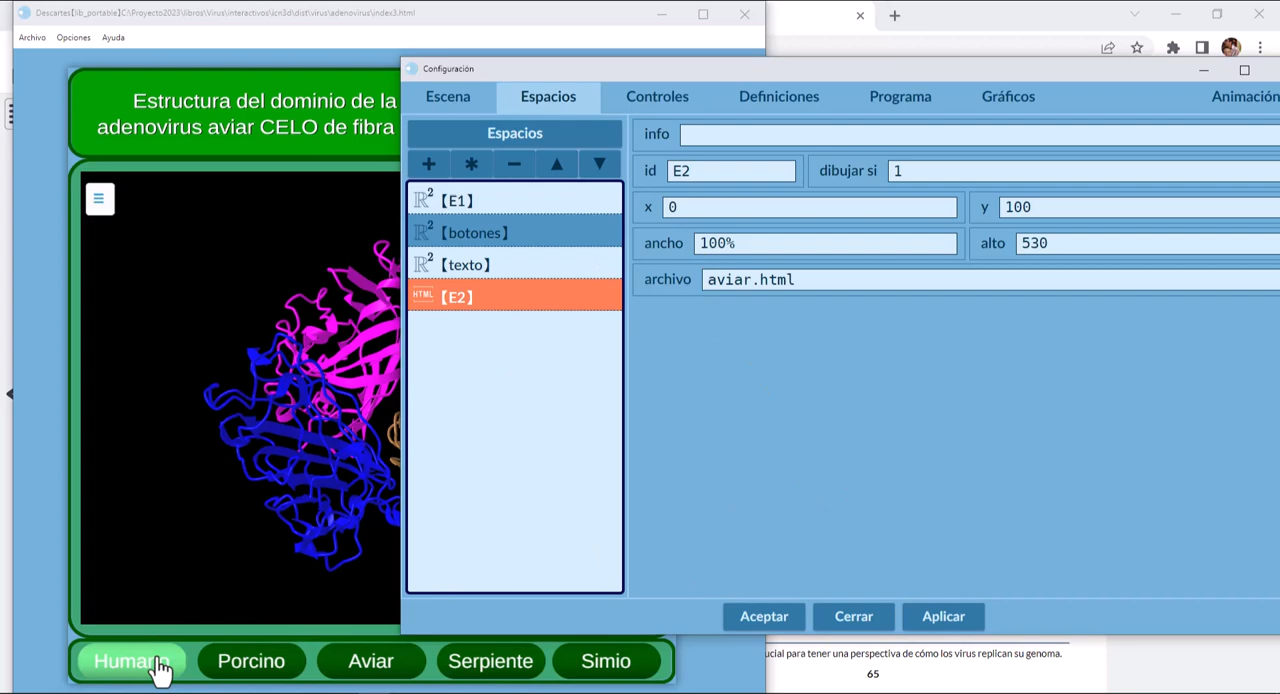 Descartes【lib_portable】C:\Proyecto2023\libros\Virus\interactivos\icn3d\dist\virus\adenovirus\index3.html
Archivo Opciones Ayuda
Estructura del dominio de la
adenovirus aviar CELO de fibra
Configuración
Escena Espacios Controles Definiciones Programa Gráficos Animación
Espacios
+ * − ▲ ▼
R2【E1】
R2【botones】
R2【texto】
HTML【E2】
info
id E2 dibujar si 1
x 0 y 100
ancho 100% alto 530
archivo aviar.html
Aceptar Cerrar Aplicar
Humano Porcino Aviar Serpiente Simio
ucial para tener una perspectiva de cómo los virus replican su genoma.
65